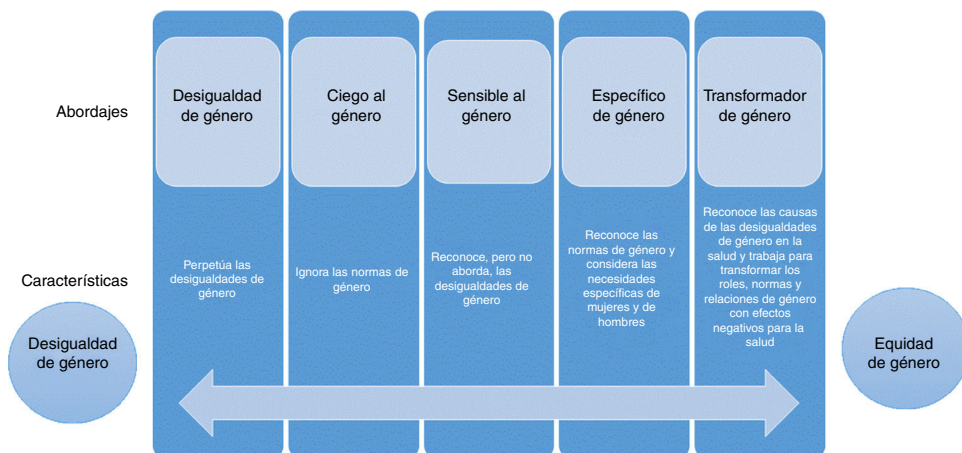 Abordajes
Desigualdad
de género
Ciego al
género
Sensible al
género
Específico
de género
Transformador
de género
Característícas
Perpetúa las
desigualdades de
género
Ignora las normas de
género
Reconoce, pero no
aborda, las
desigualdades de
género
Reconoce las
normas de género y
considera las
necesidades
específicas de
mujeres y de
hombres
Reconoce las causas
de las desigualdades
de género en la
salud y trabaja para
transformar los
roles, normas y
relaciones de género
con efectos
negativos para la
salud
Desigualdad
de género
Equidad
de género